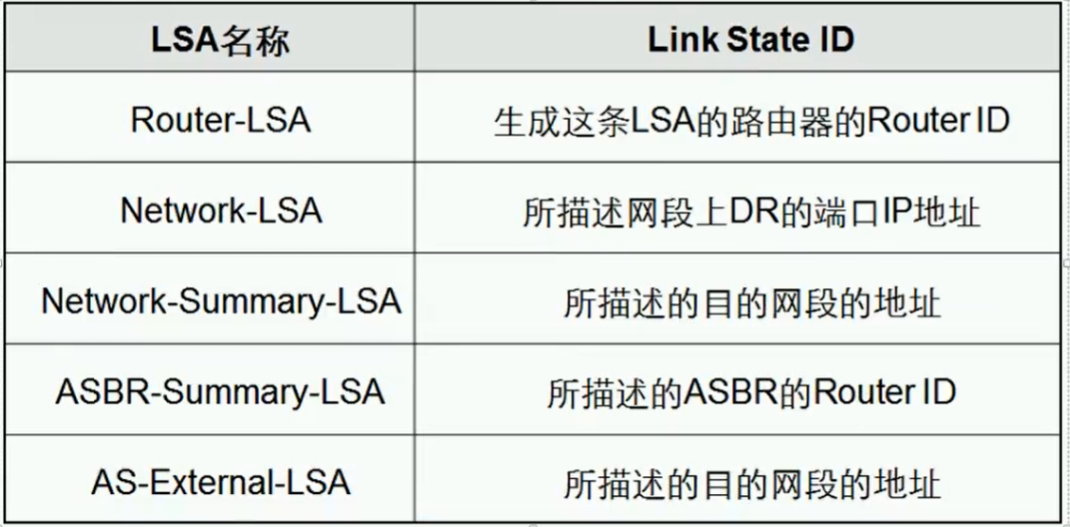 LSA名称 Link State ID
Router-LSA 生成这条LSA的路由器的Router ID
Network-LSA 所描述网段上DR的端口IP地址
Network-Summary-LSA 所描述的目的网段的地址
ASBR-Summary-LSA 所描述的ASBR的Router ID
AS-External-LSA 所描述的目的网段的地址